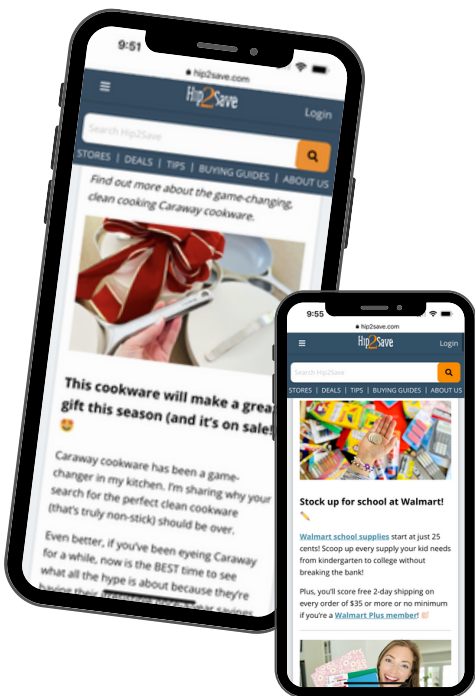 9:51
hip2save.com
Hip2Save
Login
Search Hip2Save
STORES | DEALS | TIPS | BUYING GUIDES | ABOUT US
Find out more about the game-changing,
clean cooking Caraway cookware.
This cookware will make a grea
gift this season (and it's on sale!
Caraway cookware has been a game-
changer in my kitchen. I'm sharing why your
search for the perfect clean cookware
(that's truly non-stick) should be over.
Even better, if you've been eyeing Caraway
for a while, now is the BEST time to see
what all the hype is about because they're
having their
savings
9:55
hip2save.com
Hip2Save
Login
Search Hip2Save
STORES | DEALS | TIPS | BUYING GUIDES | ABOUT US
Stock up for school at Walmart!
Walmart school supplies start at just 25
cents! Scoop up every supply your kid needs
from kindergarten to college without
breaking the bank!
Plus, you'll score free 2-day shipping on
every order of $35 or more or no minimum
if you're a Walmart Plus member!